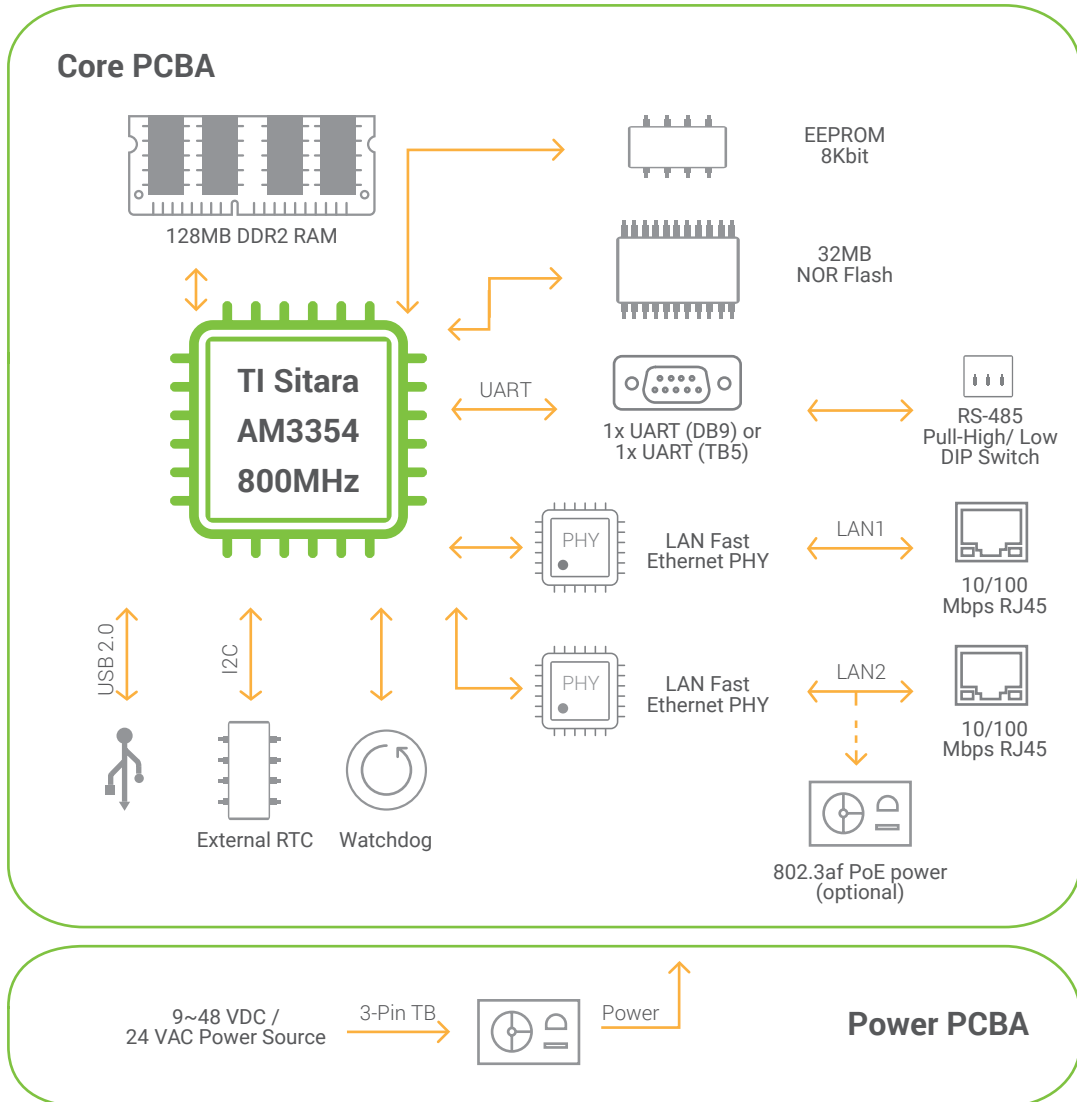 Core PCBA
128MB DDR2 RAM
EEPROM
8Kbit
32MB
NOR Flash
TI Sitara
AM3354
800MHz
UART
1x UART (DB9) or
1x UART (TB5)
RS-485
Pull-High/ Low
DIP Switch
PHY
LAN Fast
Ethernet PHY
LAN1
10/100
Mbps RJ45
USB 2.0
I2C
PHY
LAN Fast
Ethernet PHY
LAN2
10/100
Mbps RJ45
External RTC
Watchdog
802.3af PoE power
(optional)
9~48 VDC /
24 VAC Power Source
3-Pin TB
Power
Power PCBA